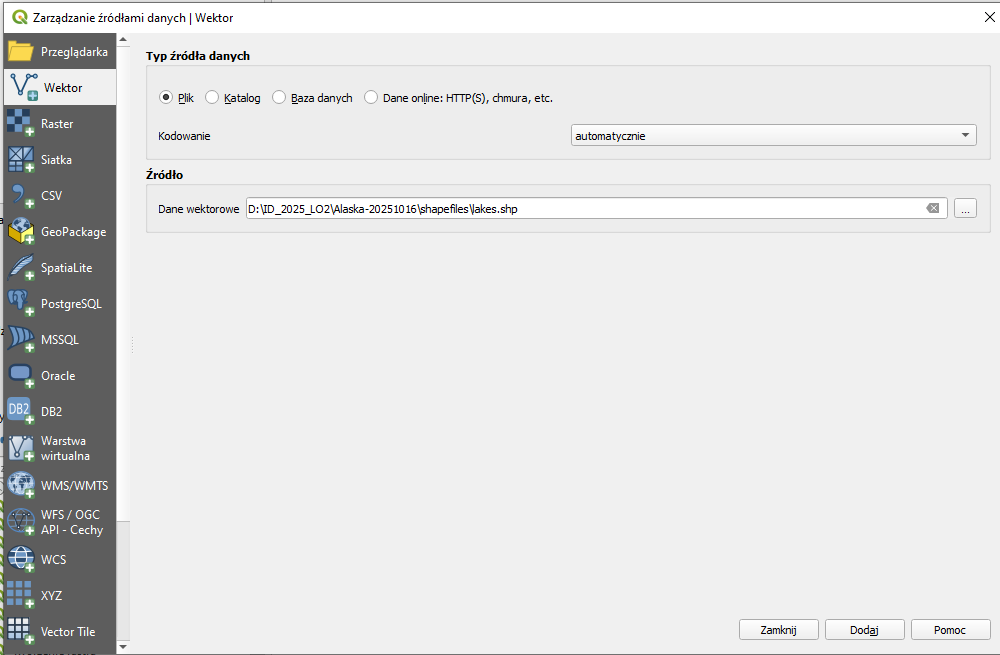 Zarządzanie źródłami danych | Wektor
Przeglądarka
Wektor
Raster
Siatka
CSV
GeoPackage
SpatiaLite
PostgreSQL
MSSQL
Oracle
DB2
DB2
Warstwa
wirtualna
WMS/WMTS
WFS / OGC
API - Cechy
WCS
XYZ
Vector Tile
Typ źródła danych
Plik Katalog Baza danych Dane online: HTTP(S), chmura, etc.
Kodowanie automatycznie
Źródło
Dane wektorowe D:\ID_2025_LO2\Alaska-20251016\shapefiles\lakes.shp ...
Zamknij Dodaj Pomoc